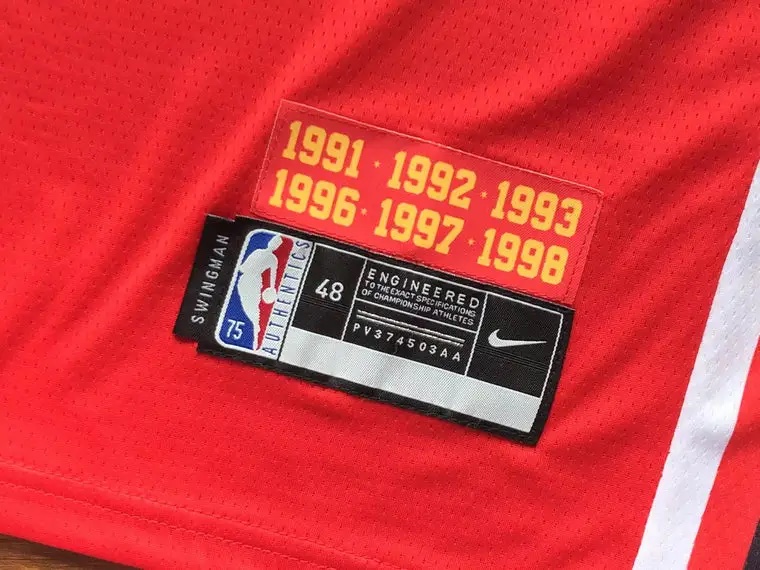 1991 * 1992 * 1993
1996 * 1997 * 1998
SWINGMAN
75
AUTHENTICS
48
ENGINEERED
TO THE EXACT SPECIFICATIONS
OF CHAMPIONSHIP ATHLETES
PV374503AA